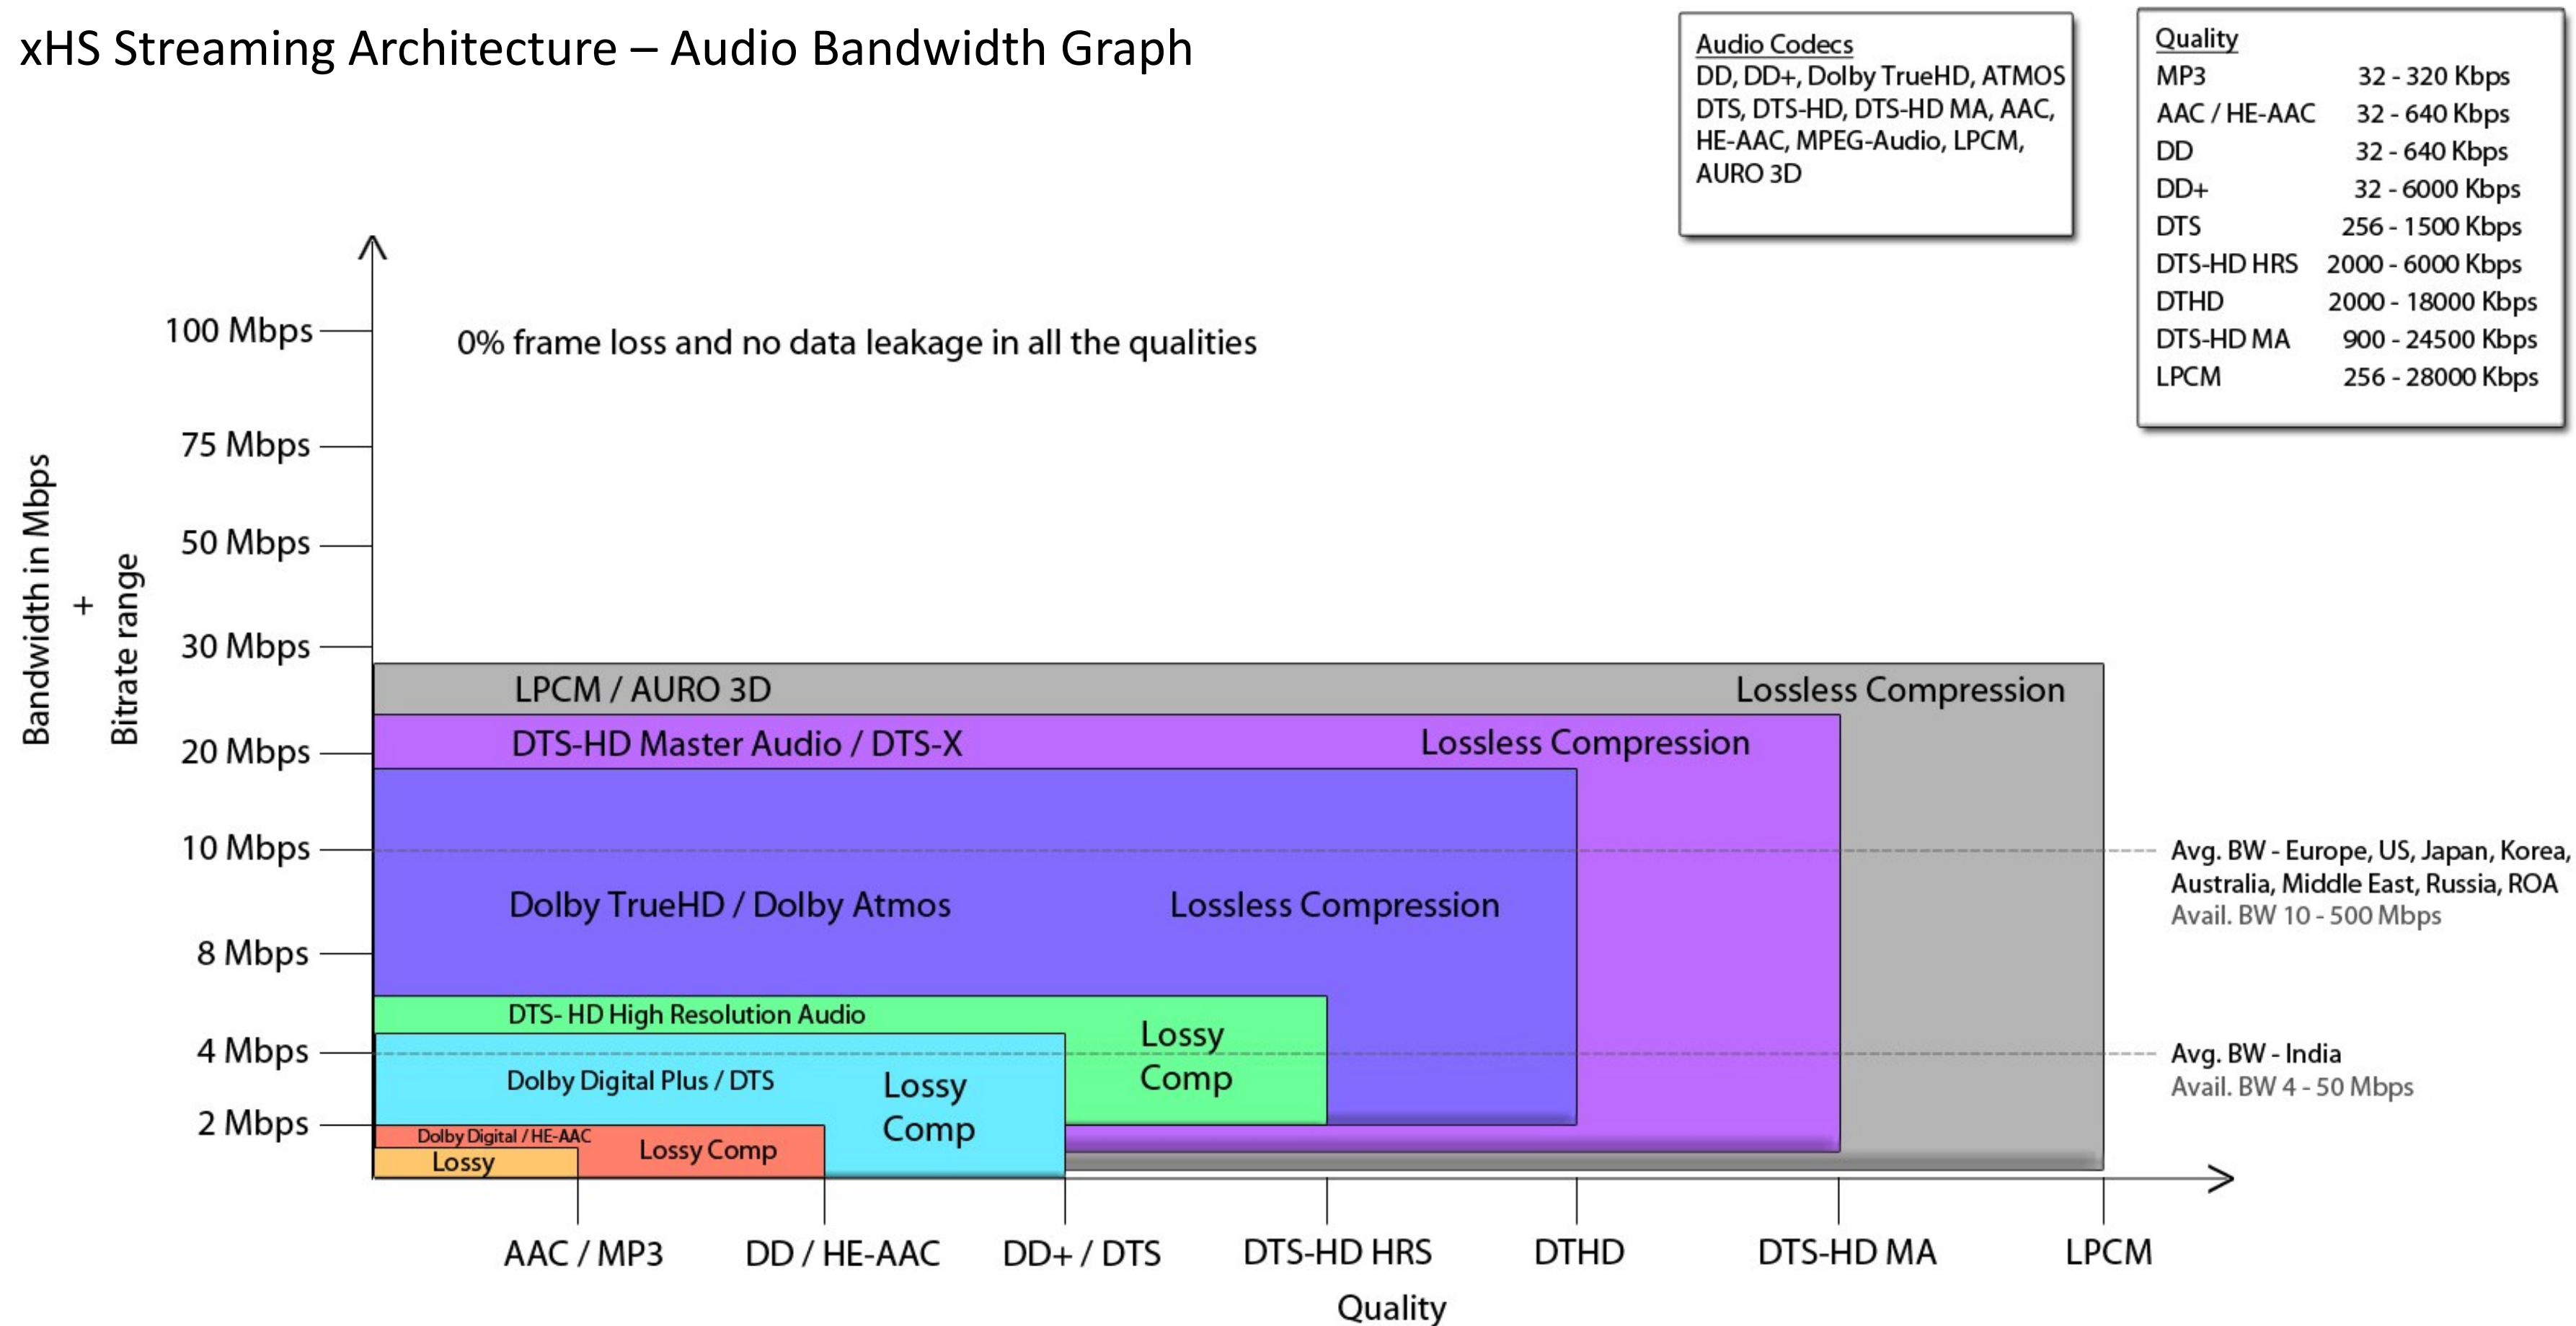 xHS Streaming Architecture – Audio Bandwidth Graph
Audio Codecs
DD, DD+, Dolby TrueHD, ATMOS
DTS, DTS-HD, DTS-HD MA, AAC,
HE-AAC, MPEG-Audio, LPCM,
AURO 3D
Quality
MP3 32 - 320 Kbps
AAC / HE-AAC 32 - 640 Kbps
DD 32 - 640 Kbps
DD+ 32 - 6000 Kbps
DTS 256 - 1500 Kbps
DTS-HD HRS 2000 - 6000 Kbps
DTHD 2000 - 18000 Kbps
DTS-HD MA 900 - 24500 Kbps
LPCM 256 - 28000 Kbps
Bandwidth in Mbps
+
Bitrate range
100 Mbps
75 Mbps
50 Mbps
30 Mbps
20 Mbps
10 Mbps
8 Mbps
4 Mbps
2 Mbps
0% frame loss and no data leakage in all the qualities
LPCM / AURO 3D Lossless Compression
DTS-HD Master Audio / DTS-X Lossless Compression
Dolby TrueHD / Dolby Atmos Lossless Compression
DTS- HD High Resolution Audio
Lossy
Comp
Dolby Digital Plus / DTS
Lossy
Comp
Dolby Digital / HE-AAC
Lossy Comp
Lossy
Avg. BW - Europe, US, Japan, Korea,
Australia, Middle East, Russia, ROA
Avail. BW 10 - 500 Mbps
Avg. BW - India
Avail. BW 4 - 50 Mbps
AAC / MP3 DD / HE-AAC DD+ / DTS DTS-HD HRS DTHD DTS-HD MA LPCM
Quality